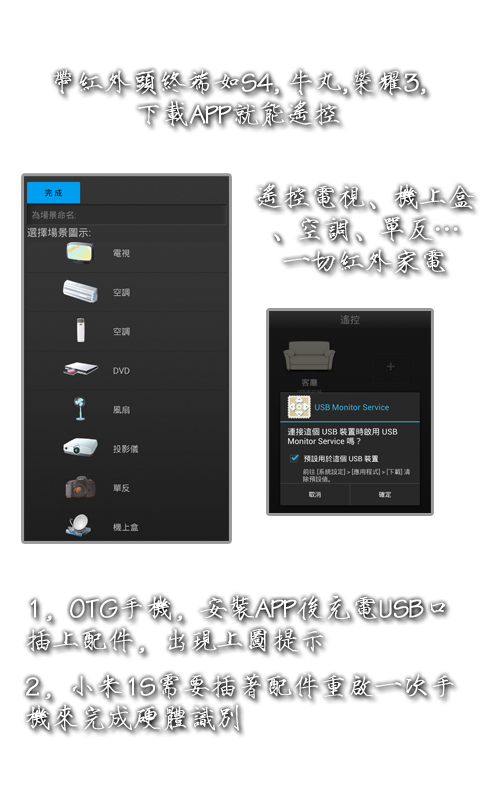 帶紅外頭終端如S4,牛丸,榮耀3,
下載APP就能遙控
完成
為場景命名:
選擇場景圖示:
電視
空調
空調
DVD
風扇
投影儀
單反
機上盒
遙控電視、機上盒
、空調、單反…
一切紅外家電
遙控
客廳
USB Monitor Service
連接這個 USB 裝置時啟用 USB
Monitor Service 嗎？
預設用於這個 USB 裝置
前往 [系統設定] > [應用程式] > [下載] 清
除預設值。
取消
確定
1，OTG手機，安裝APP後充電USB口
插上配件，出現上圖提示
2，小米1S需要插著配件重啟一次手
機來完成硬體識別